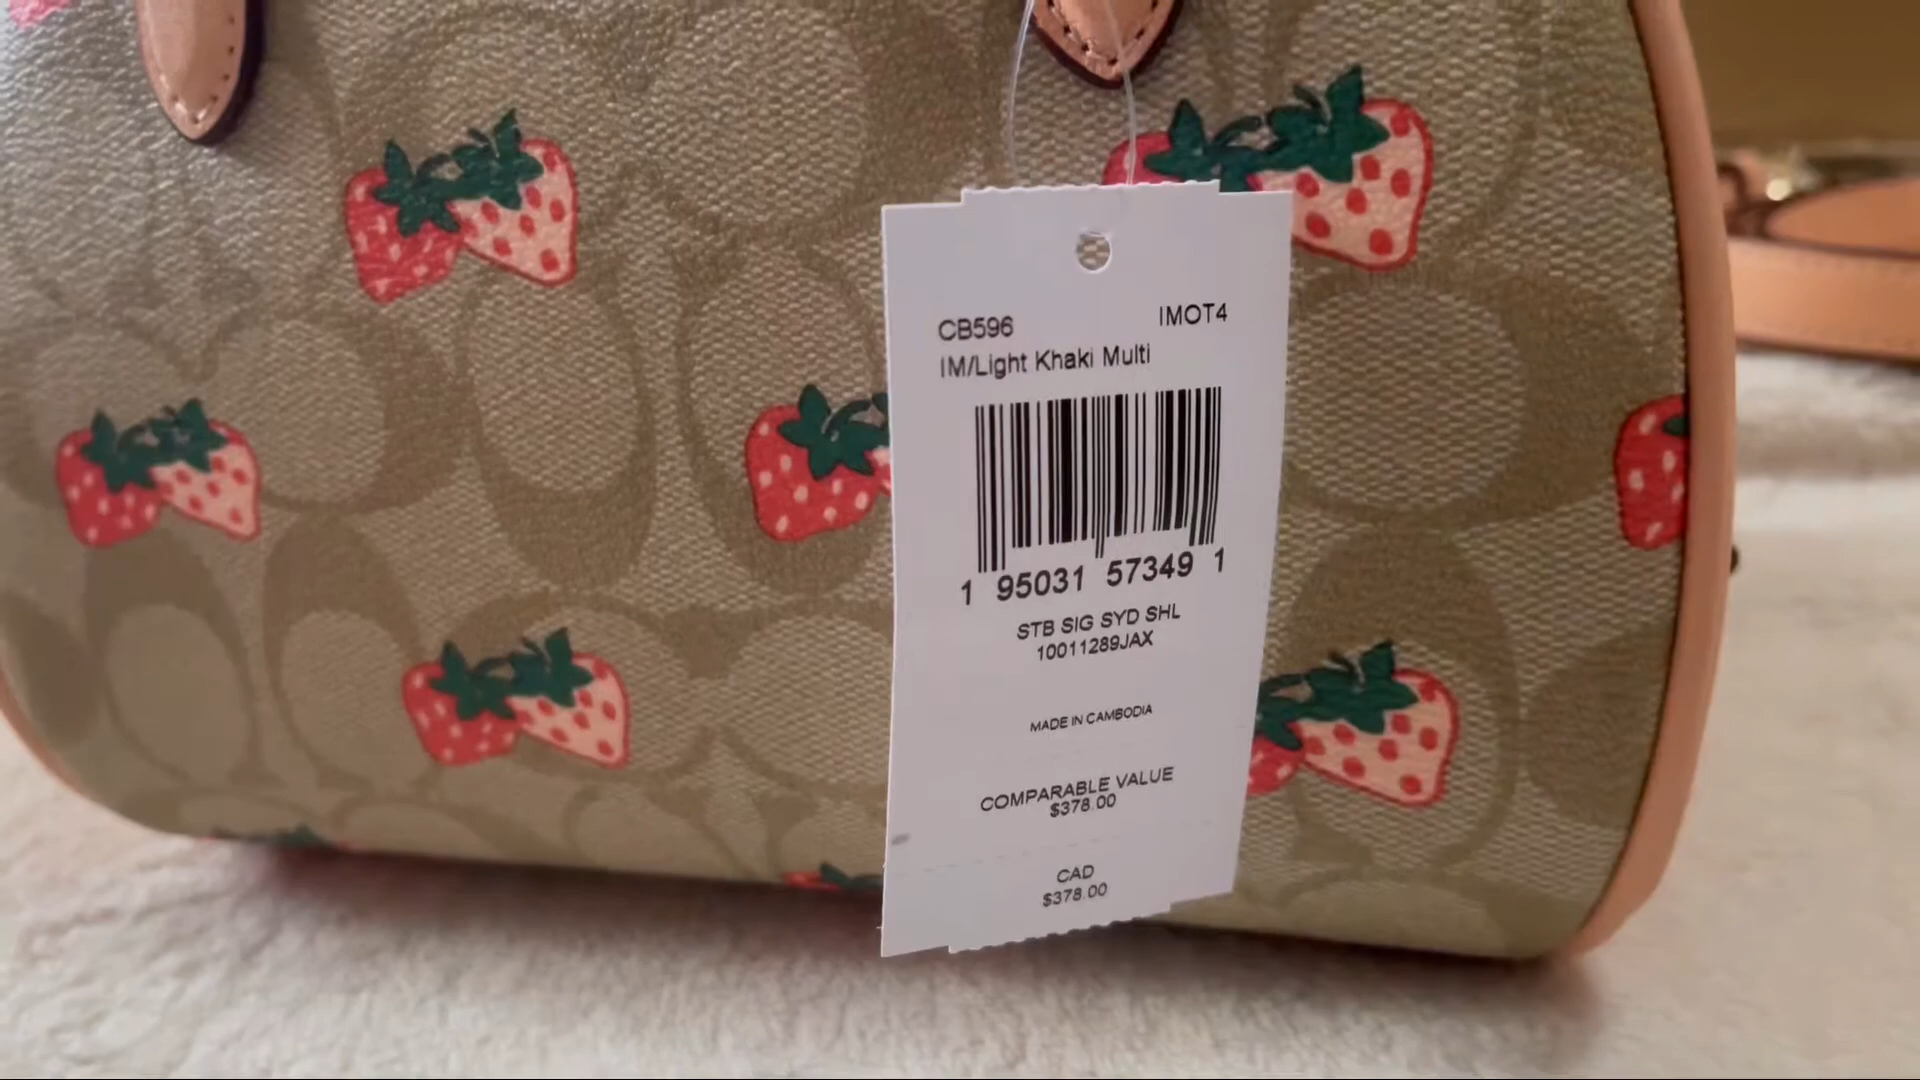 CB596 IMOT4
IM/Light Khaki Multi
1 95031 57349 1
STB SIG SYD SHL
10011289JAX
MADE IN CAMBODIA
COMPARABLE VALUE
$378.00
CAD
$378.00